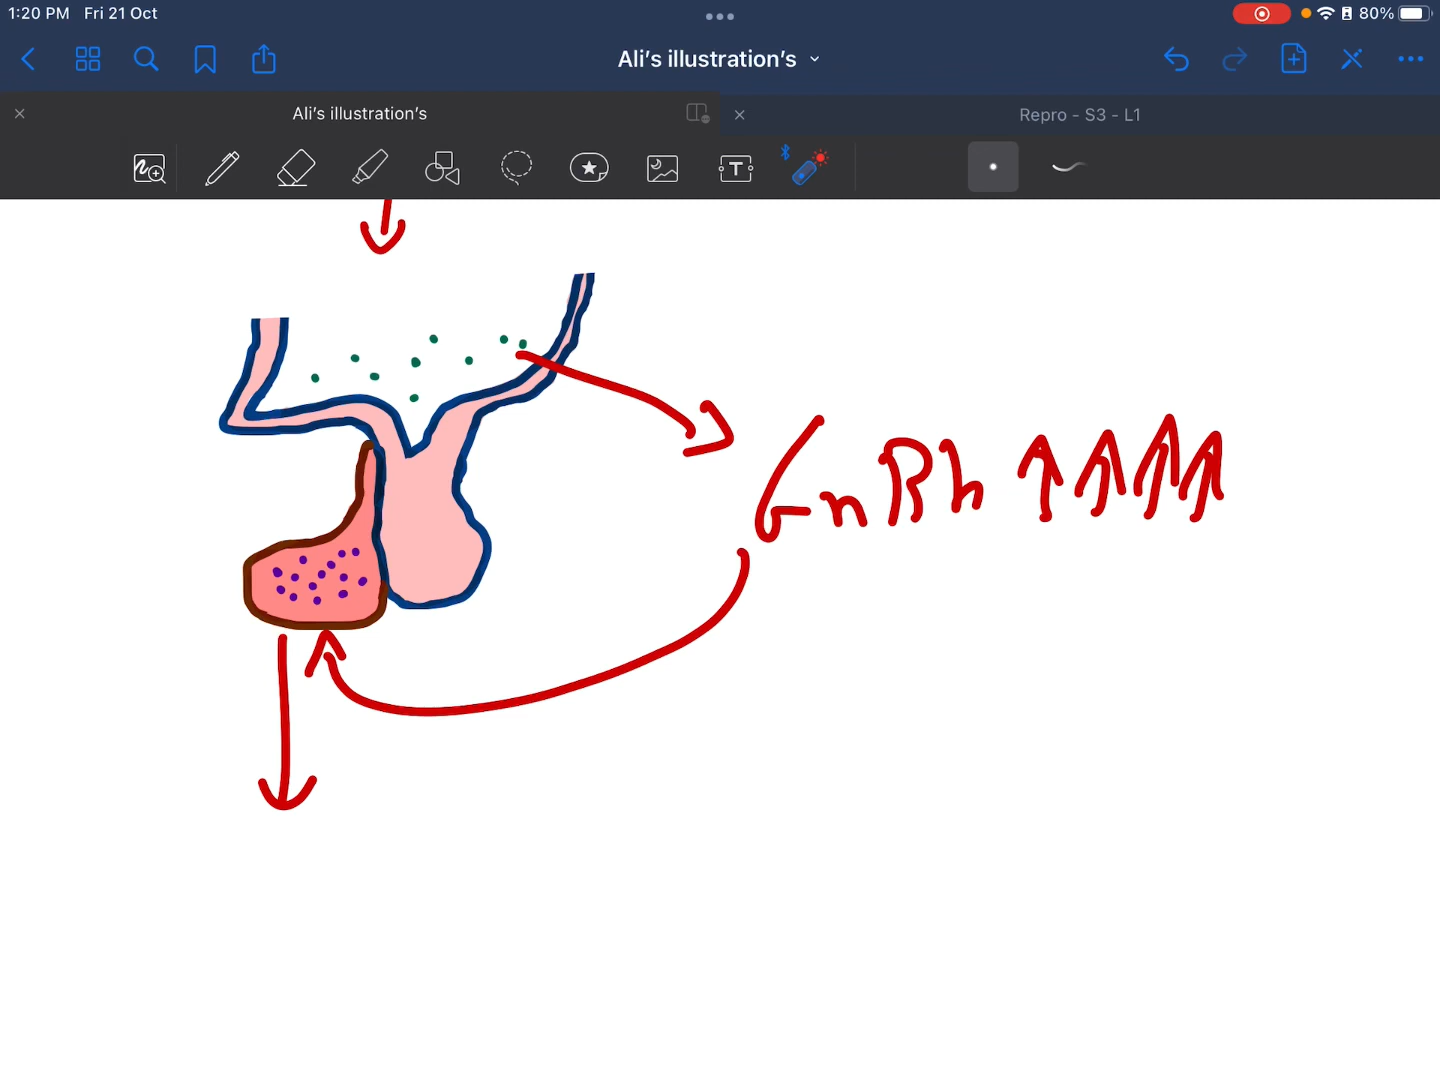 1:20 PM Fri 21 Oct
80%
Ali's illustration's
Ali's illustration's
Repro - S3 - L1
T
GnRh ↑↑↑↑